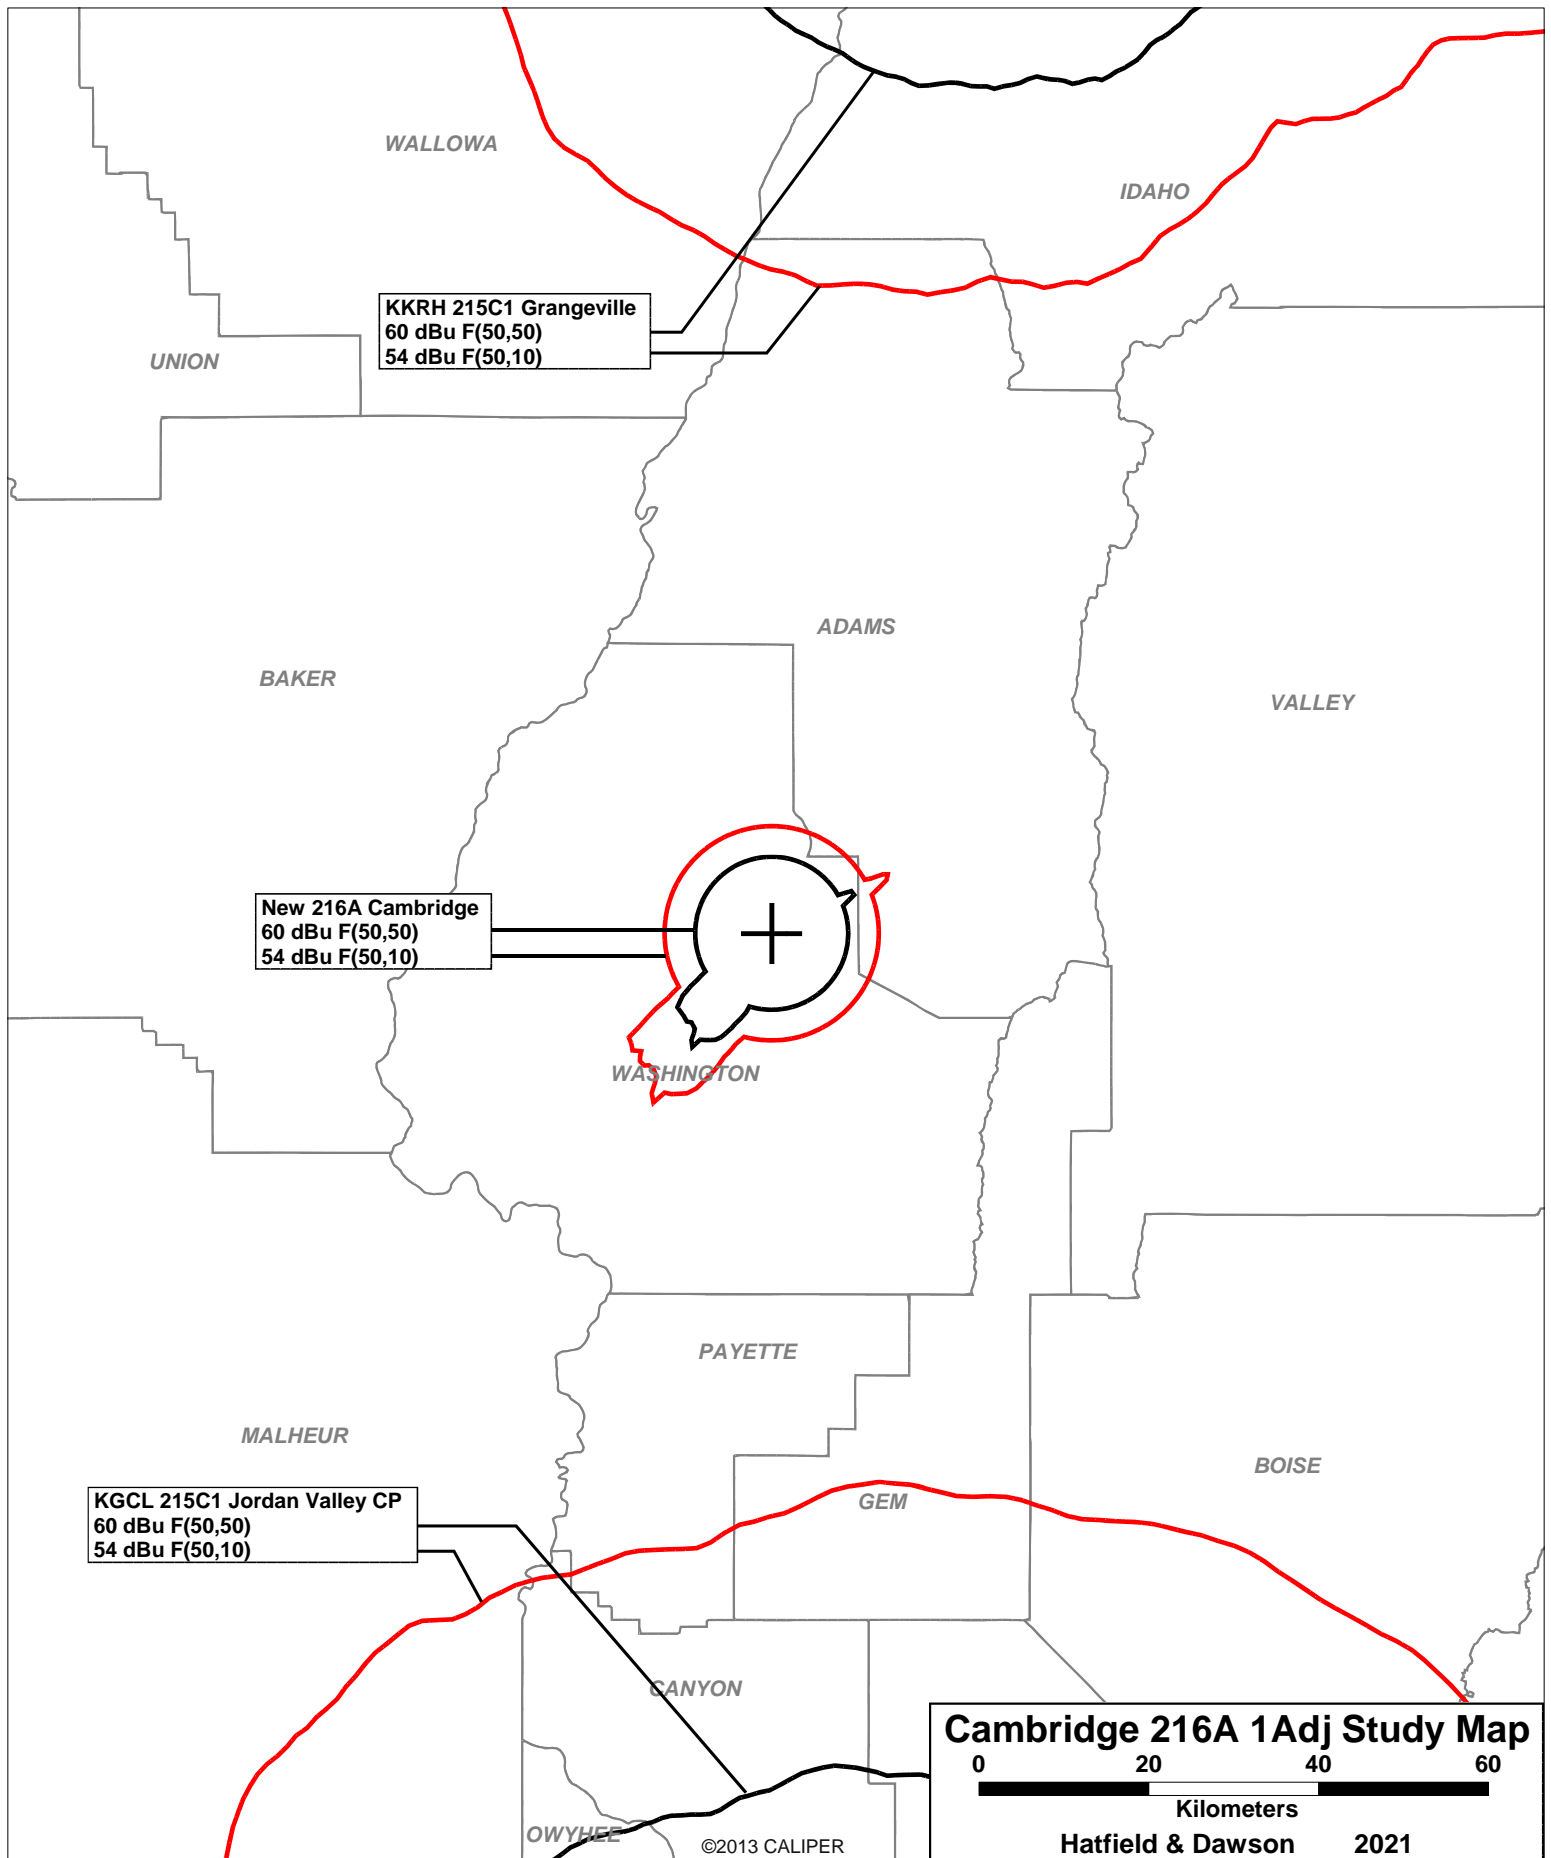 WALLOWA
IDAHO
KKRH 215C1 Grangeville
60 dBu F(50,50)
54 dBu F(50,10)
UNION
ADAMS
BAKER
VALLEY
New 216A Cambridge
60 dBu F(50,50)
54 dBu F(50,10)
WASHINGTON
PAYETTE
MALHEUR
BOISE
KGCL 215C1 Jordan Valley CP
60 dBu F(50,50)
54 dBu F(50,10)
GEM
CANYON
Cambridge 216A 1Adj Study Map
0 20 40 60
Kilometers
OWYHEE
©2013 CALIPER
Hatfield & Dawson 2021